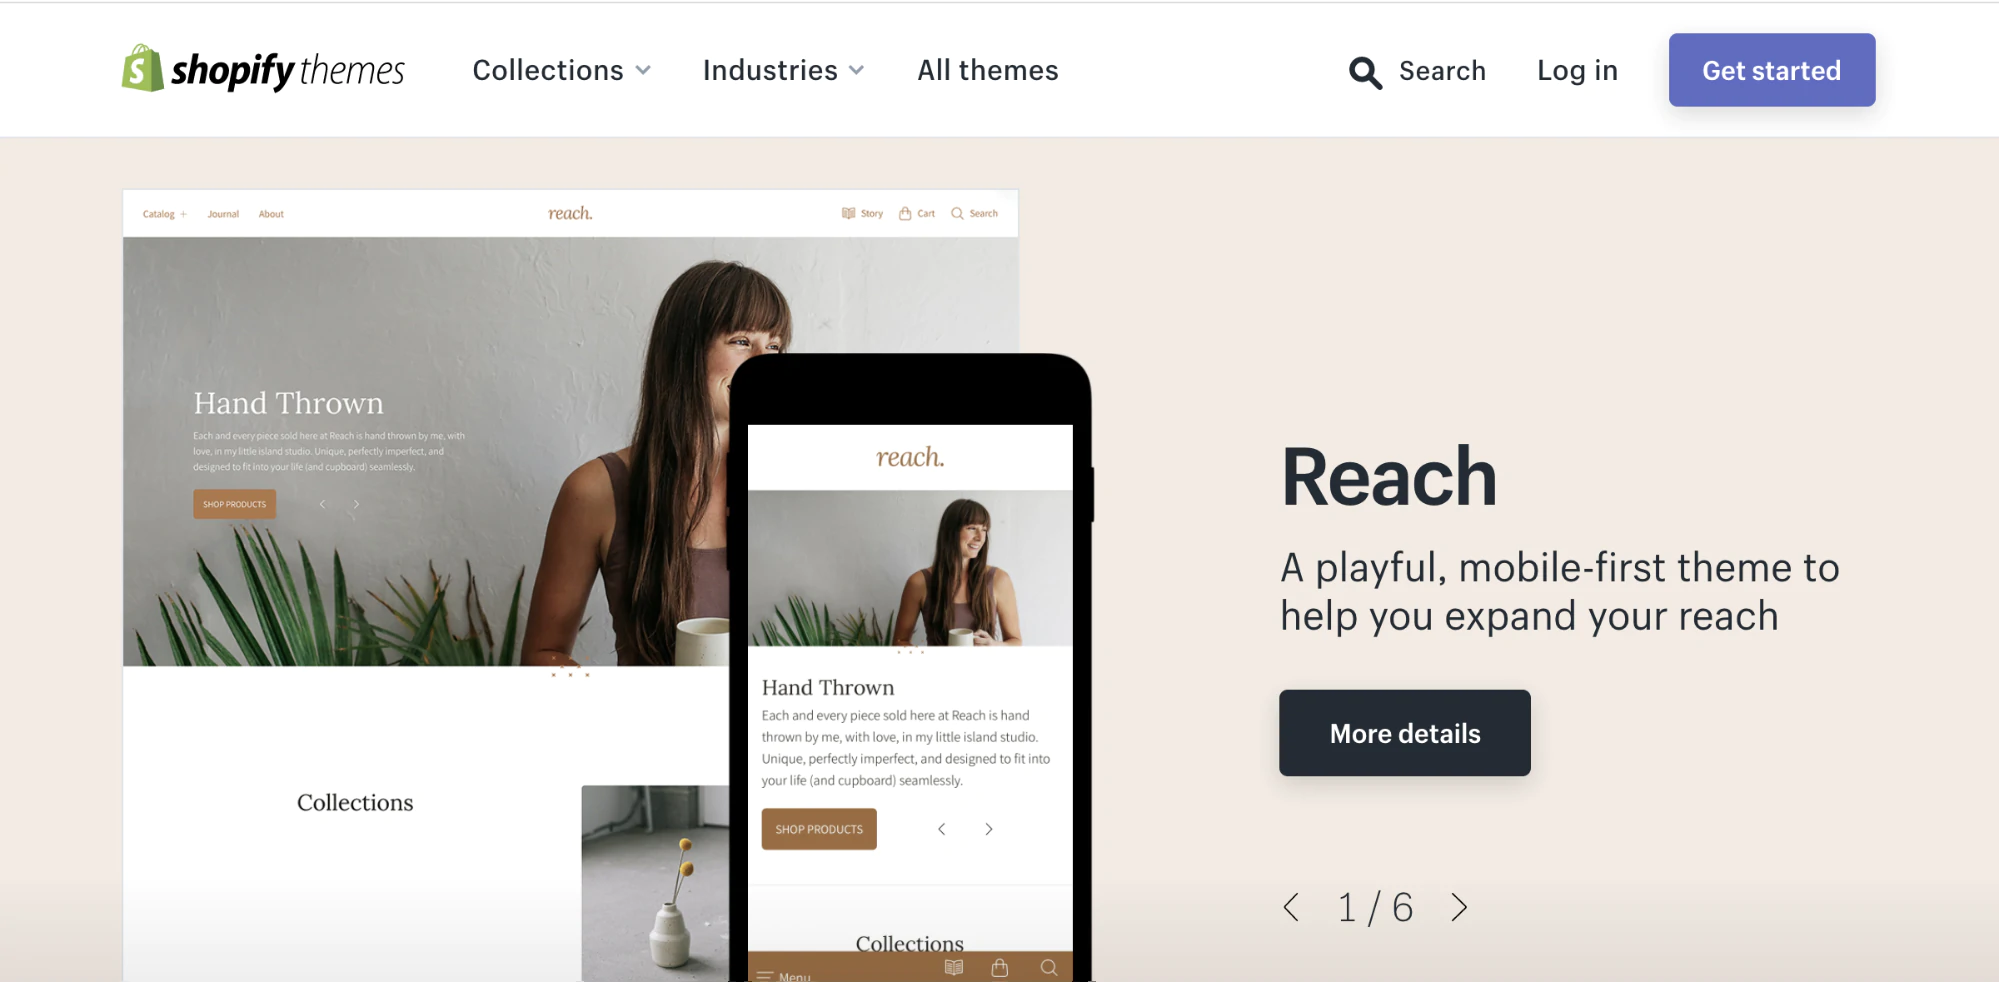 shopify themes
Collections
Industries
All themes
Search
Log in
Get started
Catalog +
Journal
About
reach.
Story
Cart
Search
Hand Thrown
Each and every piece sold here at Reach is hand thrown by me, with
love, in my little island studio. Unique, perfectly imperfect, and
designed to fit into your life (and cupboard) seamlessly.
SHOP PRODUCTS
Collections
reach.
Hand Thrown
Each and every piece sold here at Reach is hand
thrown by me, with love, in my little island studio.
Unique, perfectly imperfect, and designed to fit into
your life (and cupboard) seamlessly.
SHOP PRODUCTS
Collections
Menu
Reach
A playful, mobile-first theme to
help you expand your reach
More details
1 / 6